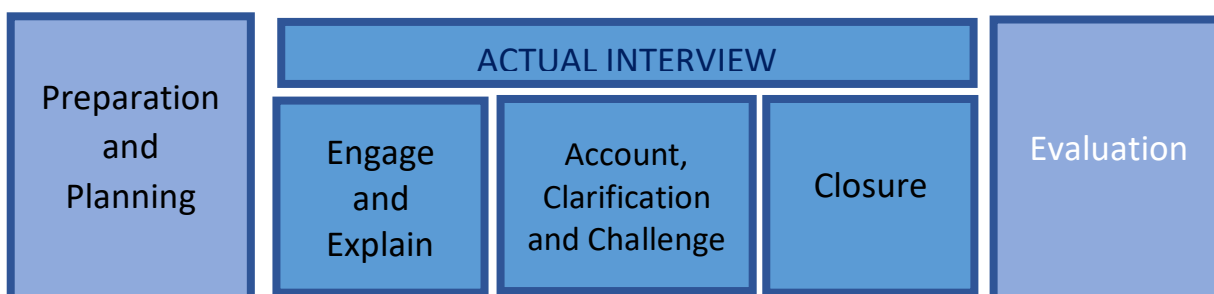 Preparation
and
Planning
ACTUAL INTERVIEW
Engage
and
Explain
Account,
Clarification
and Challenge
Closure
Evaluation